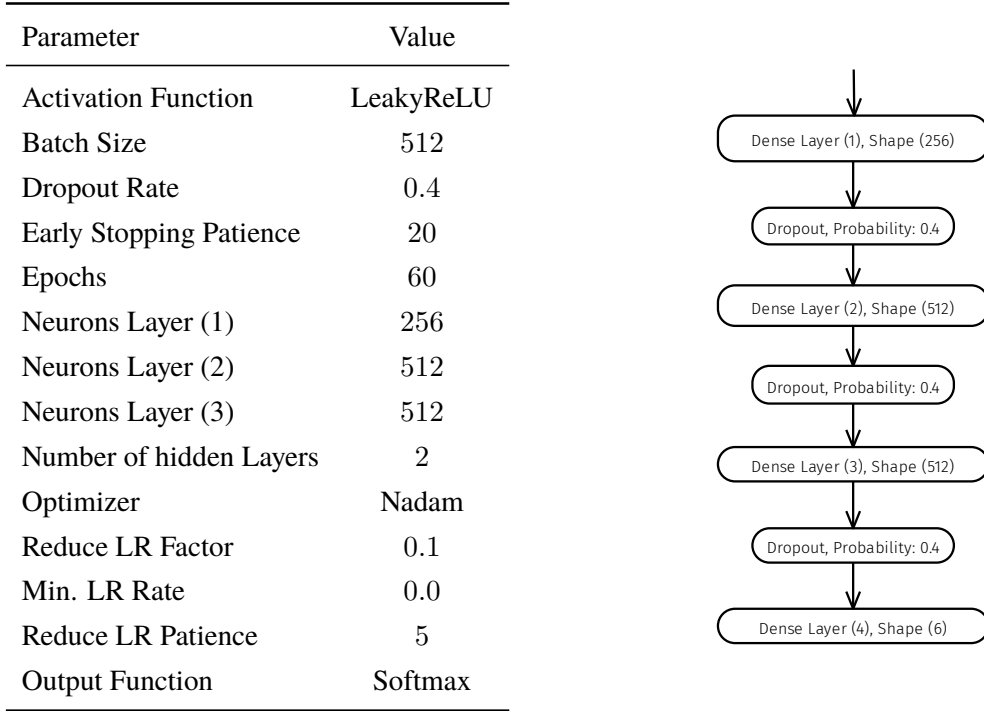 Parameter Value
Activation Function LeakyReLU
Batch Size 512
Dropout Rate 0.4
Early Stopping Patience 20
Epochs 60
Neurons Layer (1) 256
Neurons Layer (2) 512
Neurons Layer (3) 512
Number of hidden Layers 2
Optimizer Nadam
Reduce LR Factor 0.1
Min. LR Rate 0.0
Reduce LR Patience 5
Output Function Softmax
Dense Layer (1), Shape (256)
Dropout, Probability: 0.4
Dense Layer (2), Shape (512)
Dropout, Probability: 0.4
Dense Layer (3), Shape (512)
Dropout, Probability: 0.4
Dense Layer (4), Shape (6)